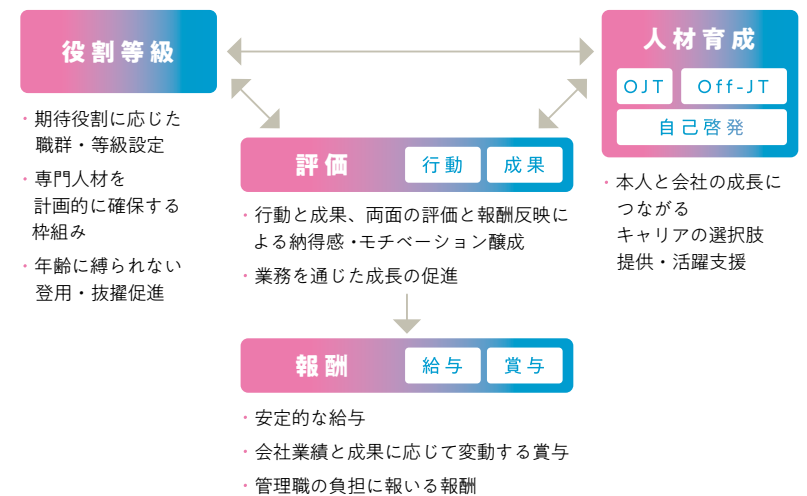 役割等級
・期待役割に応じた
職群・等級設定
・専門人材を
計画的に確保する
枠組み
・年齢に縛られない
登用・抜擢促進
人材育成
OJT
Off-JT
自己啓発
・本人と会社の成長に
つながる
キャリアの選択肢
提供・活躍支援
評価
行動
成果
・行動と成果、両面の評価と報酬反映に
よる納得感・モチベーション醸成
・業務を通じた成長の促進
報酬
給与
賞与
・安定的な給与
・会社業績と成果に応じて変動する賞与
・管理職の負担に報いる報酬